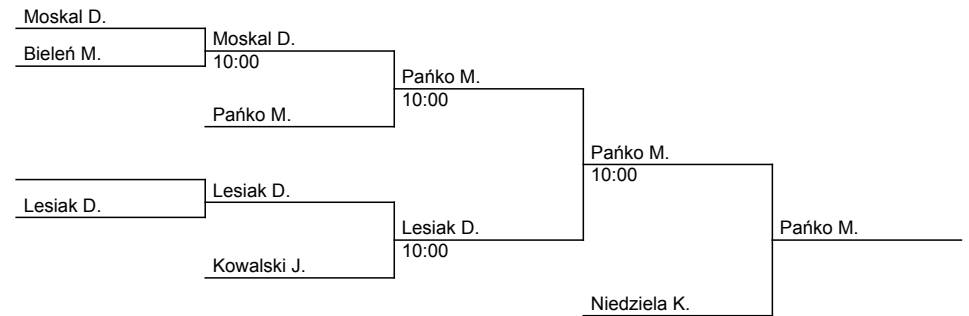 Moskal D.
Bieleń M.
Moskal D.
10:00
Pańko M.
Pańko M.
10:00
Lesiak D.
Lesiak D.
Kowalski J.
Lesiak D.
10:00
Pańko M.
10:00
Niedziela K.
Pańko M.